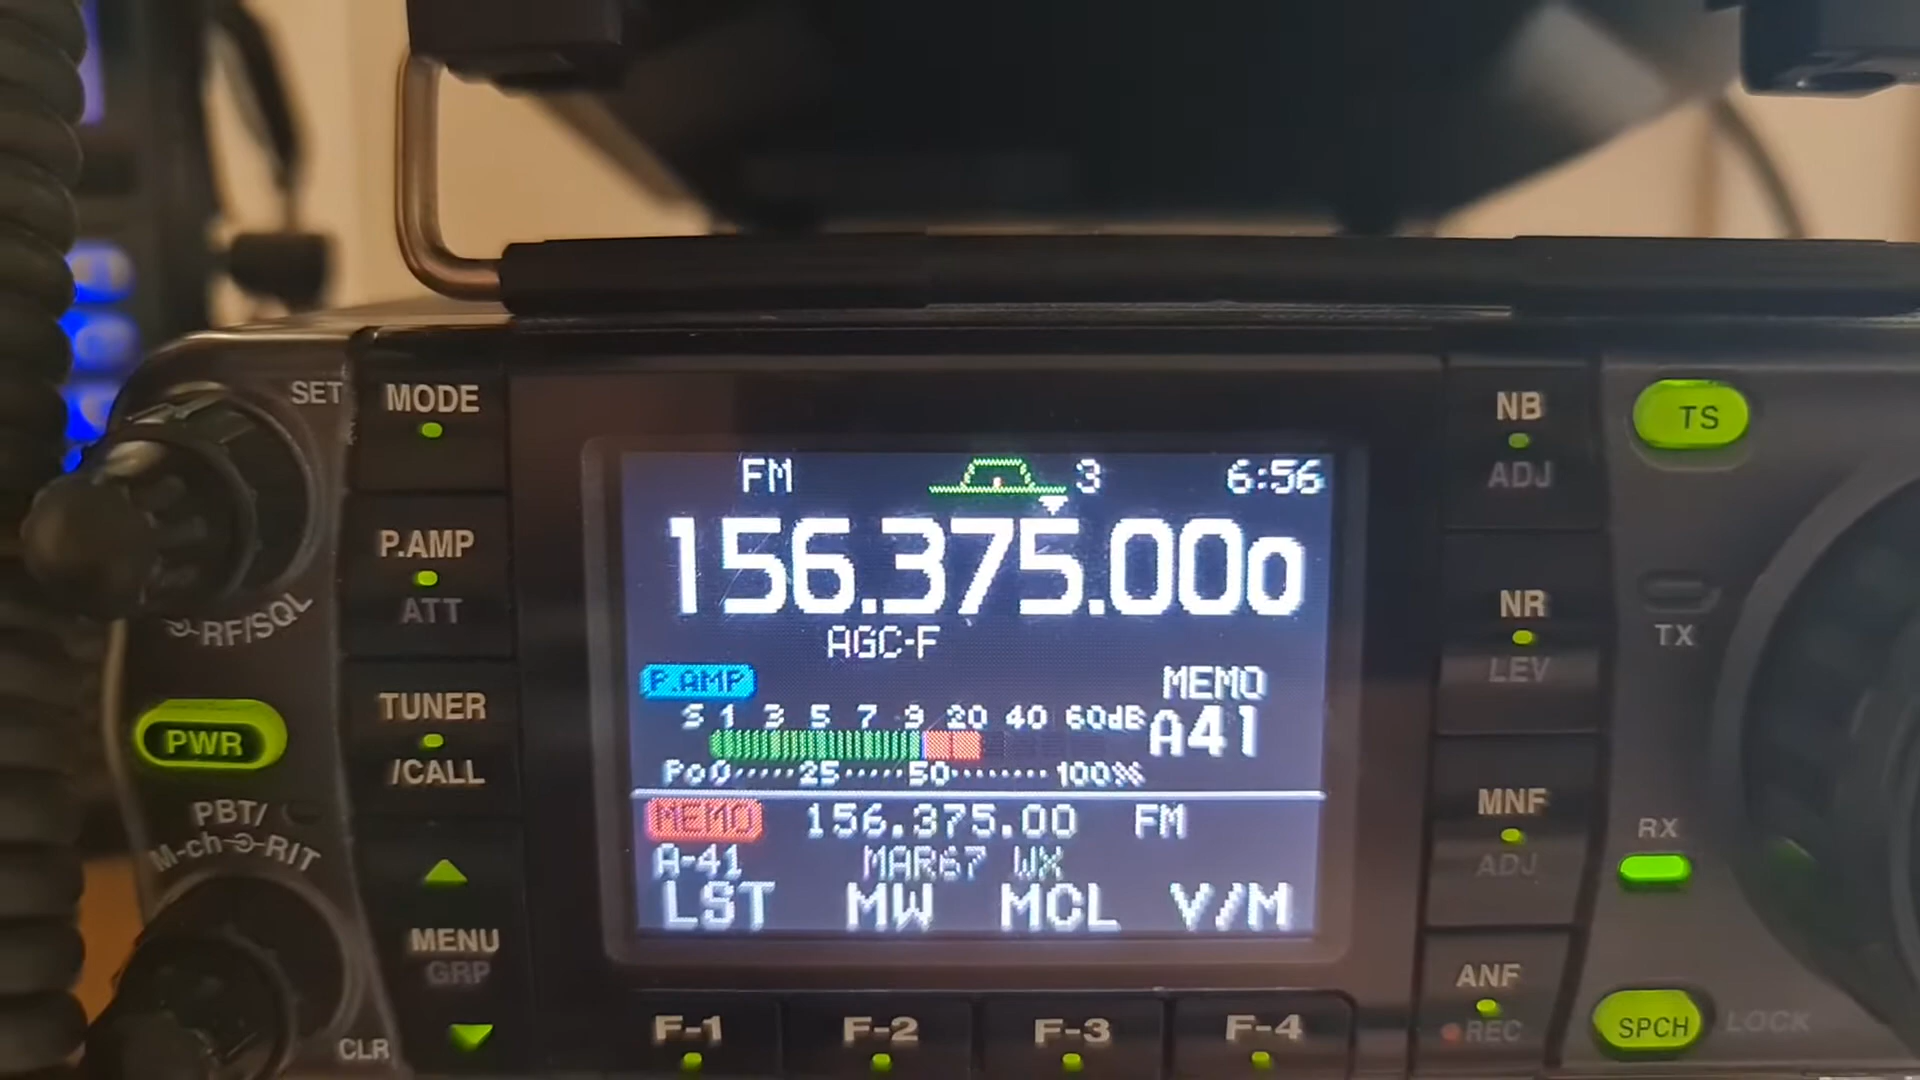 SET
MODE
P.AMP
ATT
RF/SQL
TUNER
/CALL
PWR
PBT/
M-ch RIT
MENU
GRP
CLR
FM 3 6:56
156.375.000
AGC-F
P.AMP
MEMO
A41
S 1 3 5 7 9 20 40 60dB
Po0·····25·····50········100%
MEMO 156.375.00 FM
A-41 MAR67 WX
LST MW MCL V/M
F-1 F-2 F-3 F-4
NB
ADJ
NR
LEV
MNF
ADJ
ANF
REC
TS
TX
RX
SPCH LOCK